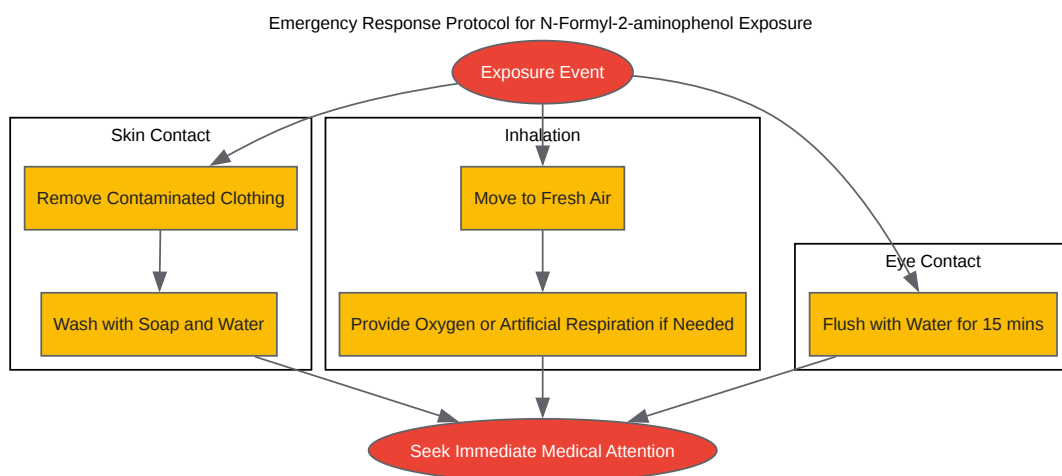 Emergency Response Protocol for N-Formyl-2-aminophenol Exposure
Exposure Event
Skin Contact
Remove Contaminated Clothing
Wash with Soap and Water
Inhalation
Move to Fresh Air
Provide Oxygen or Artificial Respiration if Needed
Eye Contact
Flush with Water for 15 mins
Seek Immediate Medical Attention